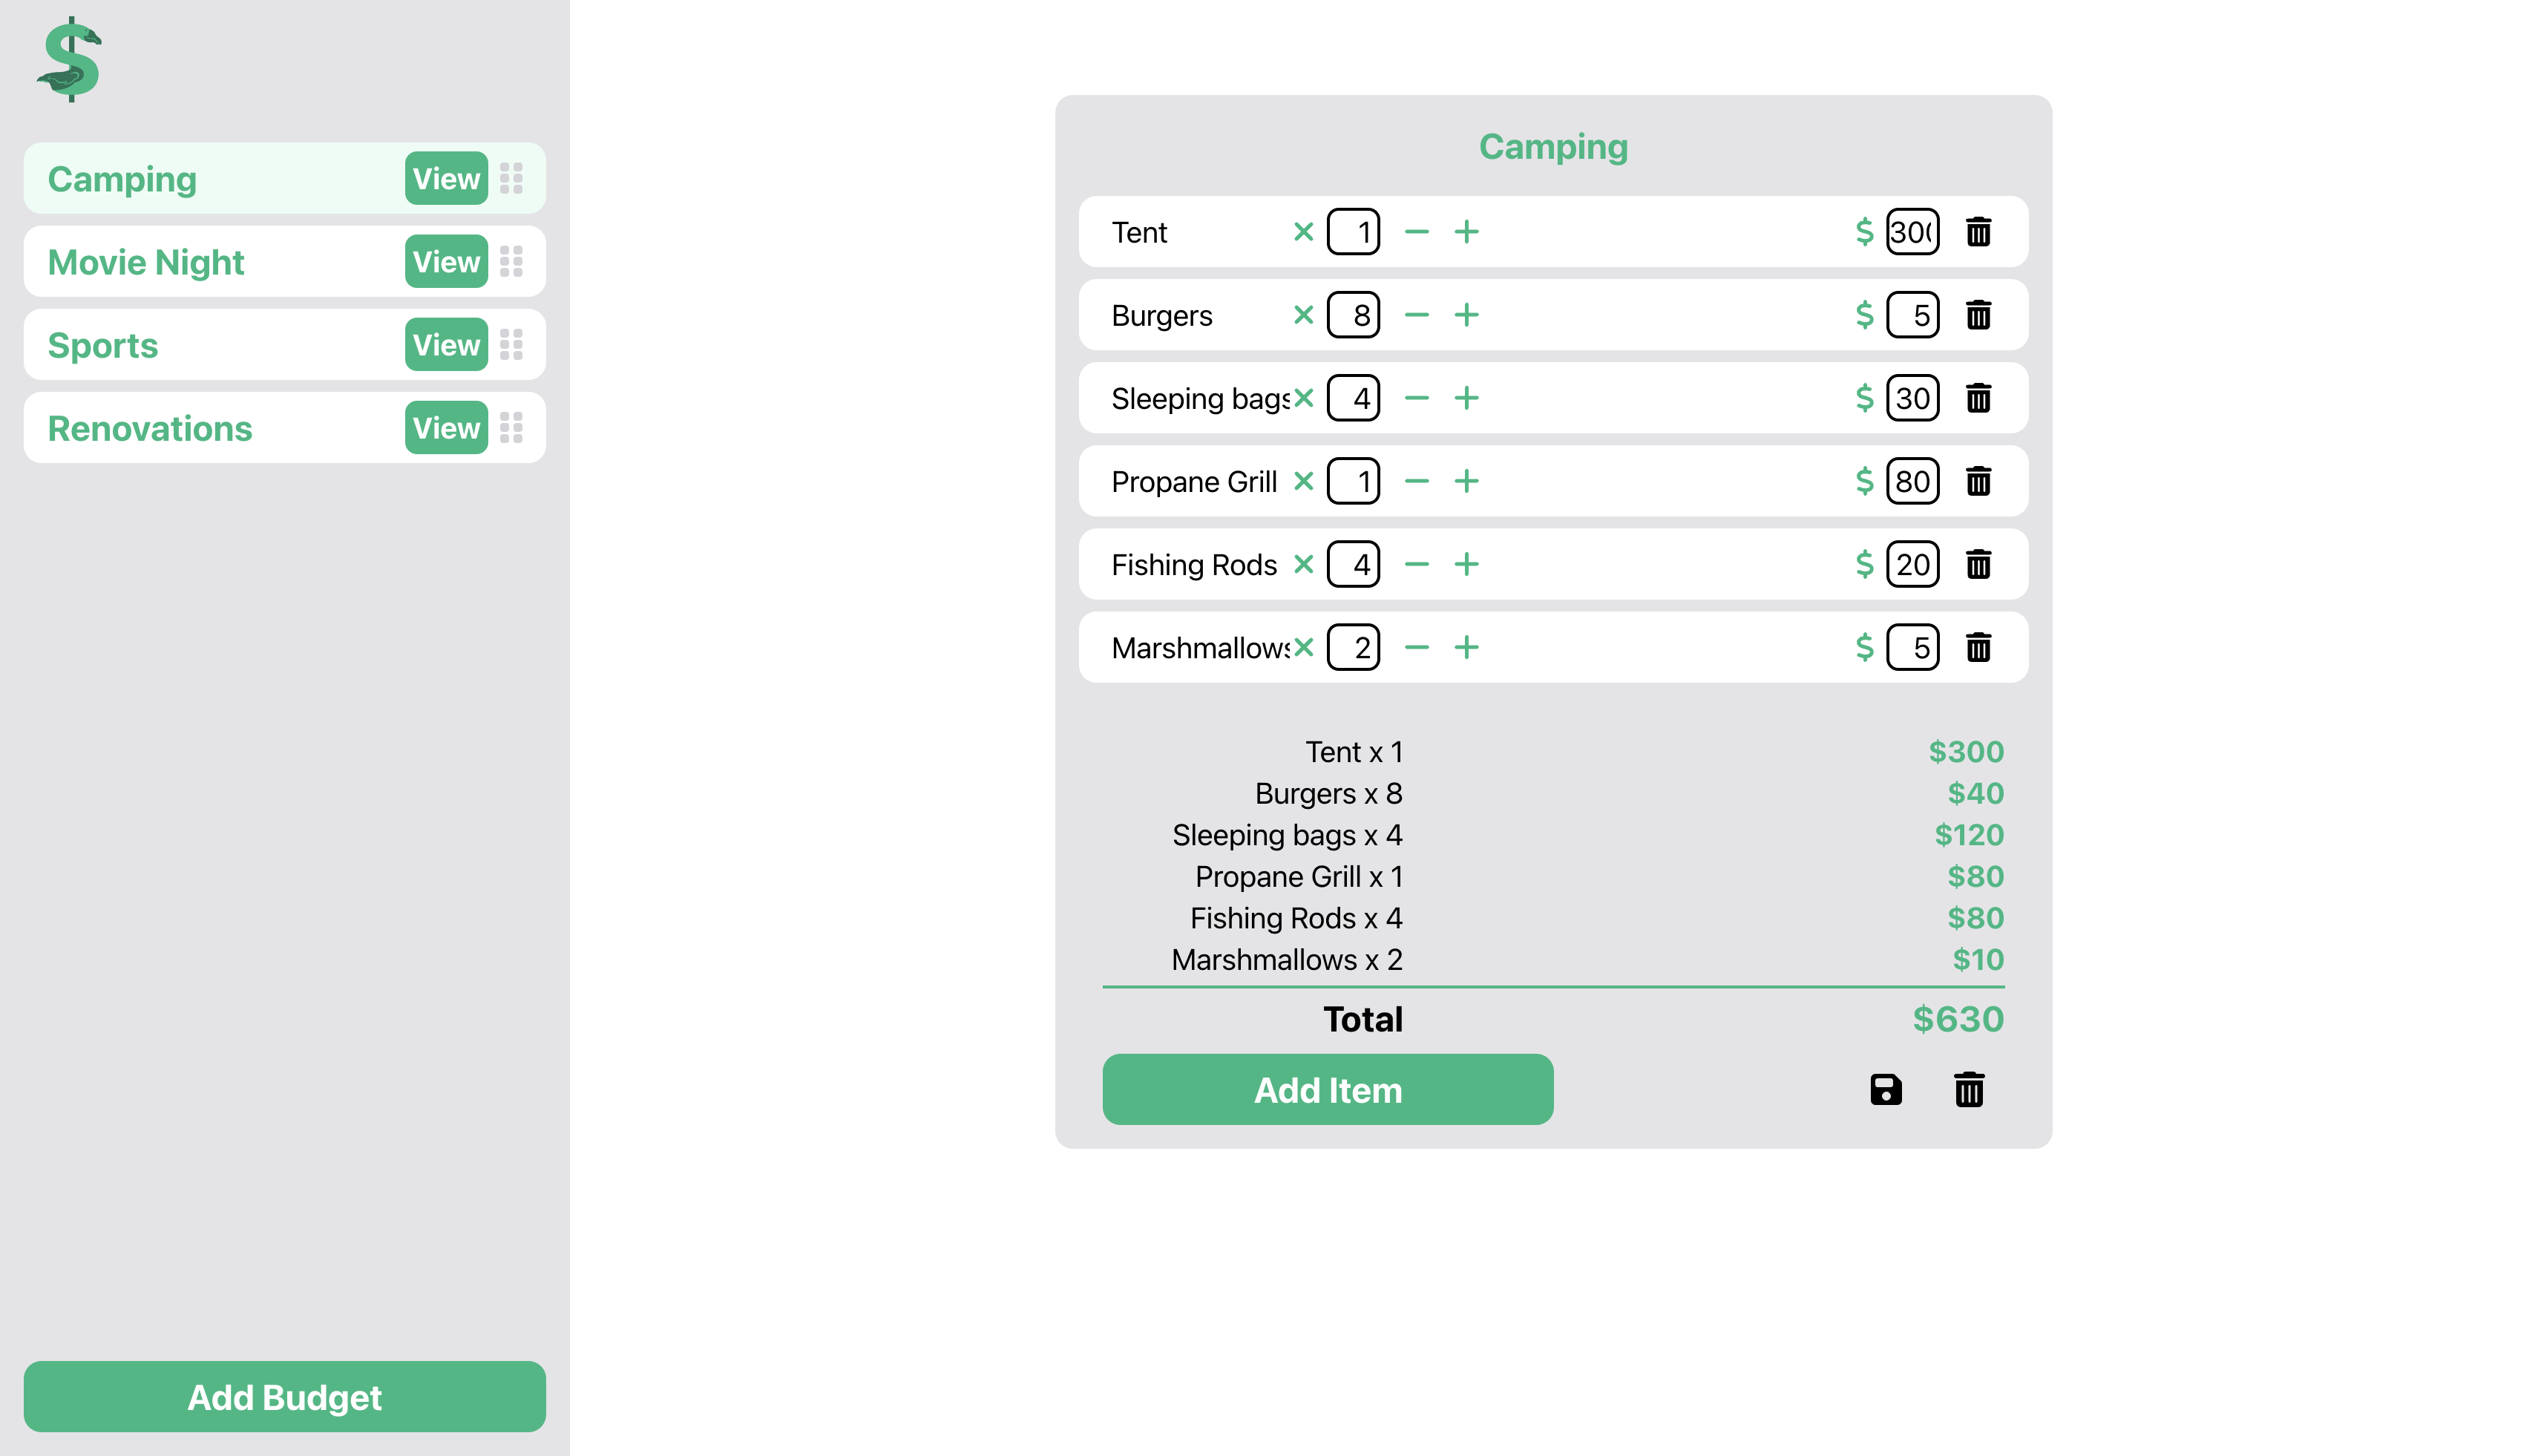 $
Camping View
Movie Night View
Sports View
Renovations View
Add Budget
Camping
Tent × 1 − + $ 300
Burgers × 8 − + $ 5
Sleeping bags × 4 − + $ 30
Propane Grill × 1 − + $ 80
Fishing Rods × 4 − + $ 20
Marshmallows × 2 − + $ 5
Tent x 1 $300
Burgers x 8 $40
Sleeping bags x 4 $120
Propane Grill x 1 $80
Fishing Rods x 4 $80
Marshmallows x 2 $10
Total $630
Add Item